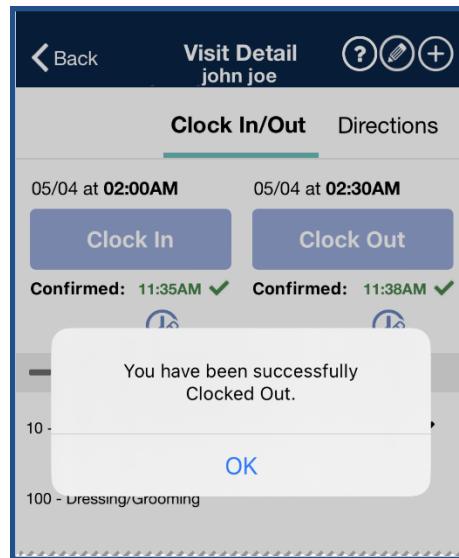 Back
Visit Detail
john joe
?
Clock In/Out
Directions
05/04 at 02:00AM
05/04 at 02:30AM
Clock In
Clock Out
Confirmed: 11:35AM
Confirmed: 11:38AM
You have been successfully
Clocked Out.
OK
10 -
100 - Dressing/Grooming